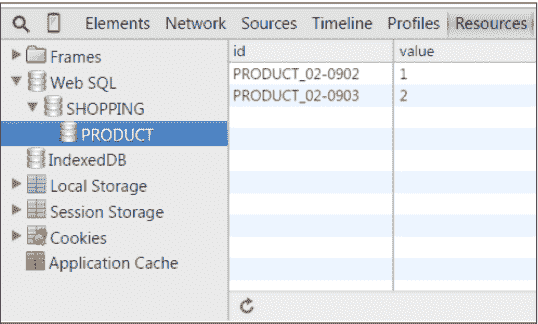 Elements Network Sources Timeline Profiles Resources
Frames
Web SQL
SHOPPING
PRODUCT
IndexedDB
Local Storage
Session Storage
Cookies
Application Cache
id value
PRODUCT_02-0902 1
PRODUCT_02-0903 2